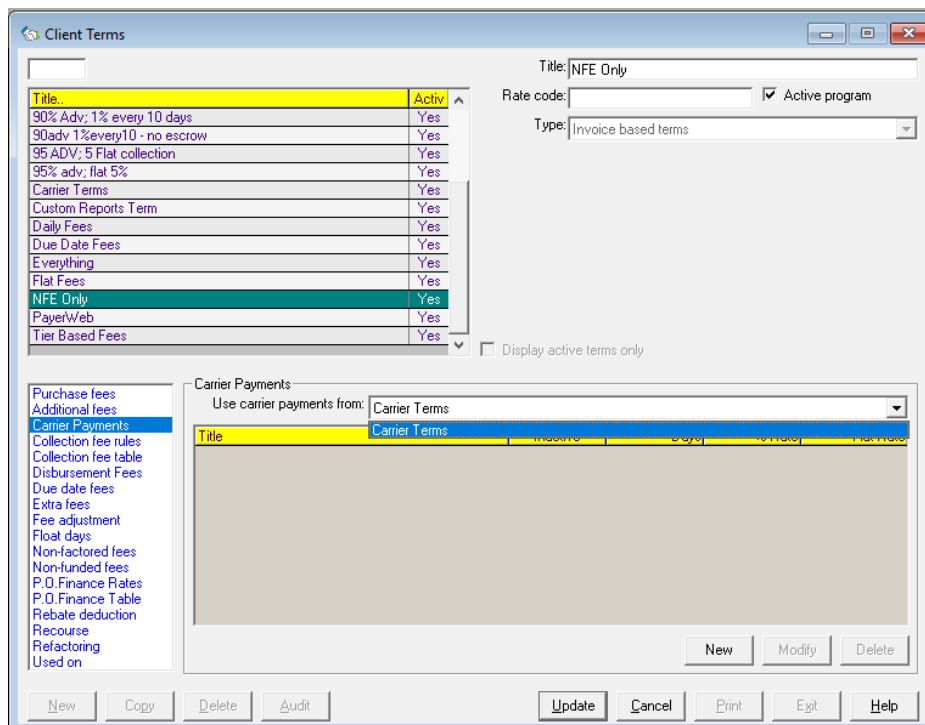 Client Terms
Title: NFE Only
Title.. Activ
Rate code: Active program
90% Adv; 1% every 10 days Yes
Type: Invoice based terms
90adv 1%every10 - no escrow Yes
95 ADV; 5 Flat collection Yes
95% adv; flat 5% Yes
Carrier Terms Yes
Custom Reports Term Yes
Daily Fees Yes
Due Date Fees Yes
Everything Yes
Flat Fees Yes
NFE Only Yes
PayerWeb Yes
Tier Based Fees Yes
Display active terms only
Purchase fees
Additional fees
Carrier Payments
Collection fee rules
Collection fee table
Disbursement Fees
Due date fees
Extra fees
Fee adjustment
Float days
Non-factored fees
Non-funded fees
P.O.Finance Rates
P.O.Finance Table
Rebate deduction
Recourse
Refactoring
Used on
Carrier Payments
Use carrier payments from: Carrier Terms
Carrier Terms
Title Inactive Days % Rate Flat Rate
New Modify Delete
New Copy Delete Audit Update Cancel Print Exit Help